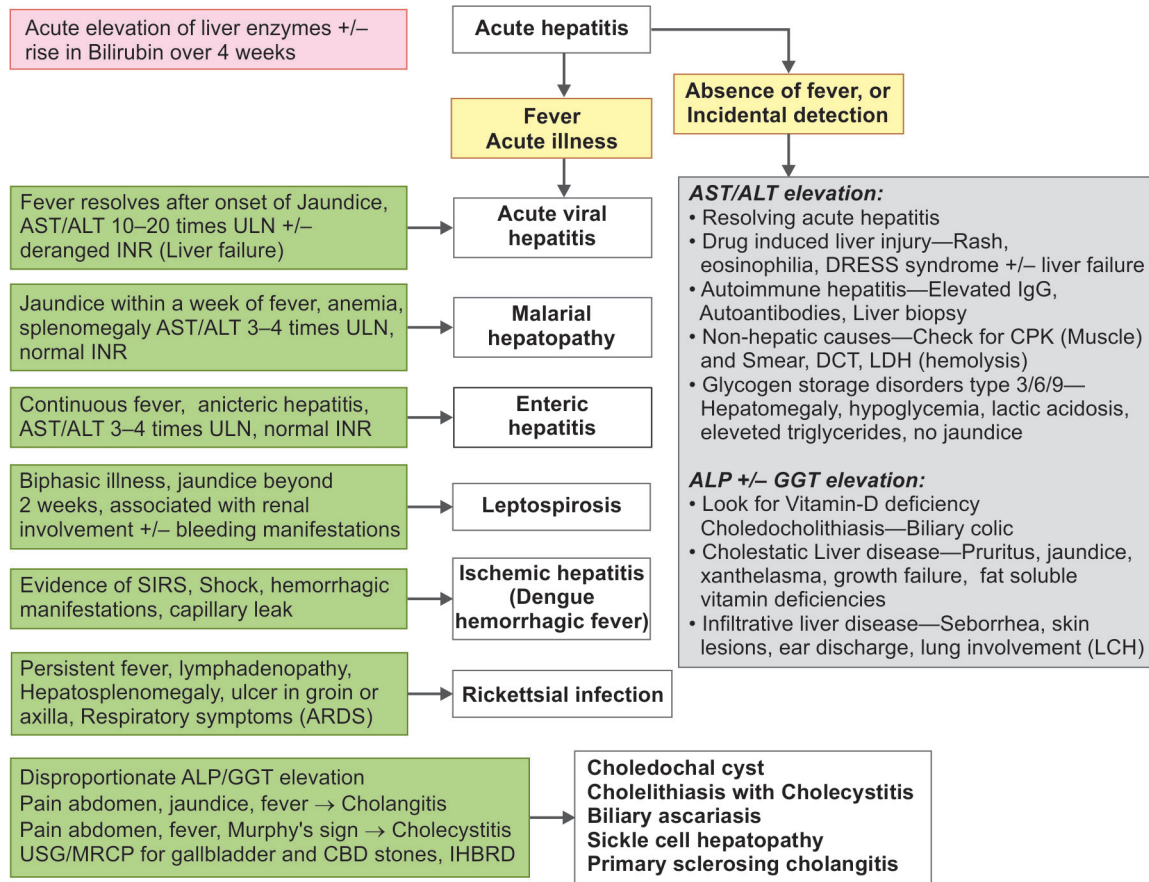 Acute elevation of liver enzymes +/–
rise in Bilirubin over 4 weeks
Acute hepatitis
Fever
Acute illness
Absence of fever, or
Incidental detection
Fever resolves after onset of Jaundice,
AST/ALT 10–20 times ULN +/–
deranged INR (Liver failure)
Acute viral
hepatitis
Jaundice within a week of fever, anemia,
splenomegaly AST/ALT 3–4 times ULN,
normal INR
Malarial
hepatopathy
Continuous fever, anicteric hepatitis,
AST/ALT 3–4 times ULN, normal INR
Enteric
hepatitis
Biphasic illness, jaundice beyond
2 weeks, associated with renal
involvement +/– bleeding manifestations
Leptospirosis
Evidence of SIRS, Shock, hemorrhagic
manifestations, capillary leak
Ischemic hepatitis
(Dengue
hemorrhagic fever)
Persistent fever, lymphadenopathy,
Hepatosplenomegaly, ulcer in groin or
axilla, Respiratory symptoms (ARDS)
Rickettsial infection
AST/ALT elevation:
• Resolving acute hepatitis
• Drug induced liver injury—Rash,
eosinophilia, DRESS syndrome +/– liver failure
• Autoimmune hepatitis—Elevated IgG,
Autoantibodies, Liver biopsy
• Non-hepatic causes—Check for CPK (Muscle)
and Smear, DCT, LDH (hemolysis)
• Glycogen storage disorders type 3/6/9—
Hepatomegaly, hypoglycemia, lactic acidosis,
eleveted triglycerides, no jaundice
ALP +/– GGT elevation:
• Look for Vitamin-D deficiency
Choledocholithiasis—Biliary colic
• Cholestatic Liver disease—Pruritus, jaundice,
xanthelasma, growth failure, fat soluble
vitamin deficiencies
• Infiltrative liver disease—Seborrhea, skin
lesions, ear discharge, lung involvement (LCH)
Disproportionate ALP/GGT elevation
Pain abdomen, jaundice, fever → Cholangitis
Pain abdomen, fever, Murphy's sign → Cholecystitis
USG/MRCP for gallbladder and CBD stones, IHBRD
Choledochal cyst
Cholelithiasis with Cholecystitis
Biliary ascariasis
Sickle cell hepatopathy
Primary sclerosing cholangitis